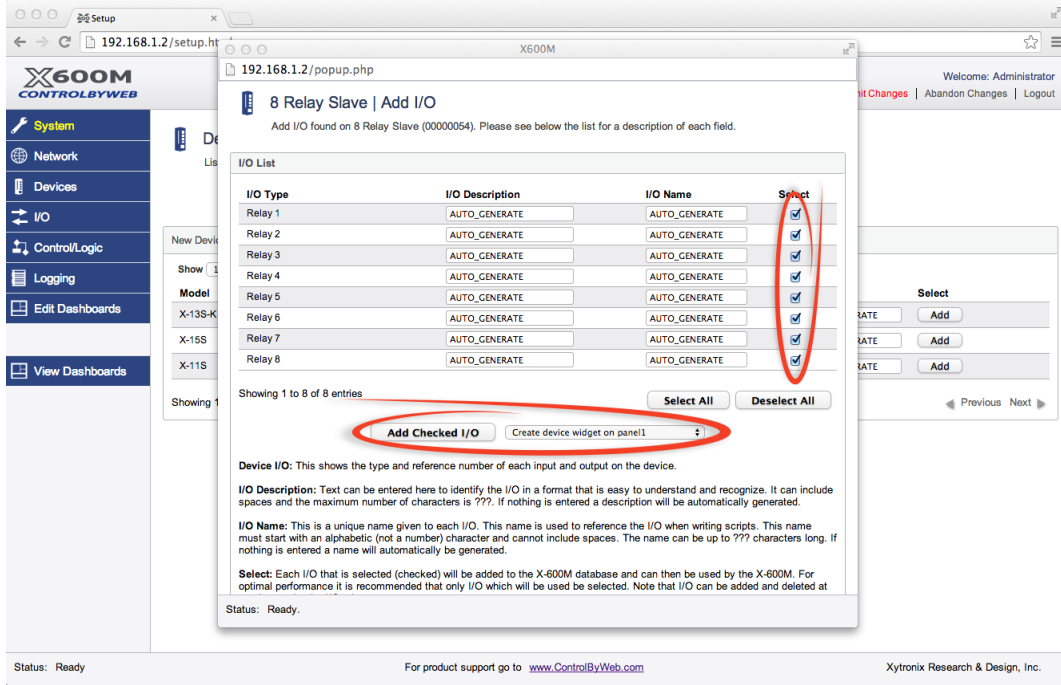 Setup
192.168.1.2/setup.ht
X600M
CONTROLBYWEB
Welcome: Administrator
nit Changes | Abandon Changes | Logout
System
Network
Devices
I/O
Control/Logic
Logging
Edit Dashboards
View Dashboards
De
Lis
New Devi
Show 1
Model
X-13S-K
X-15S
X-11S
Showing 1
X600M
192.168.1.2/popup.php
8 Relay Slave | Add I/O
Add I/O found on 8 Relay Slave (00000054). Please see below the list for a description of each field.
I/O List
I/O Type I/O Description I/O Name Select
Relay 1 AUTO_GENERATE AUTO_GENERATE
Relay 2 AUTO_GENERATE AUTO_GENERATE
Relay 3 AUTO_GENERATE AUTO_GENERATE
Relay 4 AUTO_GENERATE AUTO_GENERATE
Relay 5 AUTO_GENERATE AUTO_GENERATE
Relay 6 AUTO_GENERATE AUTO_GENERATE
Relay 7 AUTO_GENERATE AUTO_GENERATE
Relay 8 AUTO_GENERATE AUTO_GENERATE
Showing 1 to 8 of 8 entries
Select All Deselect All
Add Checked I/O Create device widget on panel1
Device I/O: This shows the type and reference number of each input and output on the device.
I/O Description: Text can be entered here to identify the I/O in a format that is easy to understand and recognize. It can include
spaces and the maximum number of characters is ???. If nothing is entered a description will be automatically generated.
I/O Name: This is a unique name given to each I/O. This name is used to reference the I/O when writing scripts. This name
must start with an alphabetic (not a number) character and cannot include spaces. The name can be up to ??? characters long. If
nothing is entered a name will automatically be generated.
Select: Each I/O that is selected (checked) will be added to the X-600M database and can then be used by the X-600M. For
optimal performance it is recommended that only I/O which will be used be selected. Note that I/O can be added and deleted at
Status: Ready.
Select
RATE Add
RATE Add
RATE Add
Previous Next
Status: Ready
For product support go to www.ControlByWeb.com
Xytronix Research & Design, Inc.